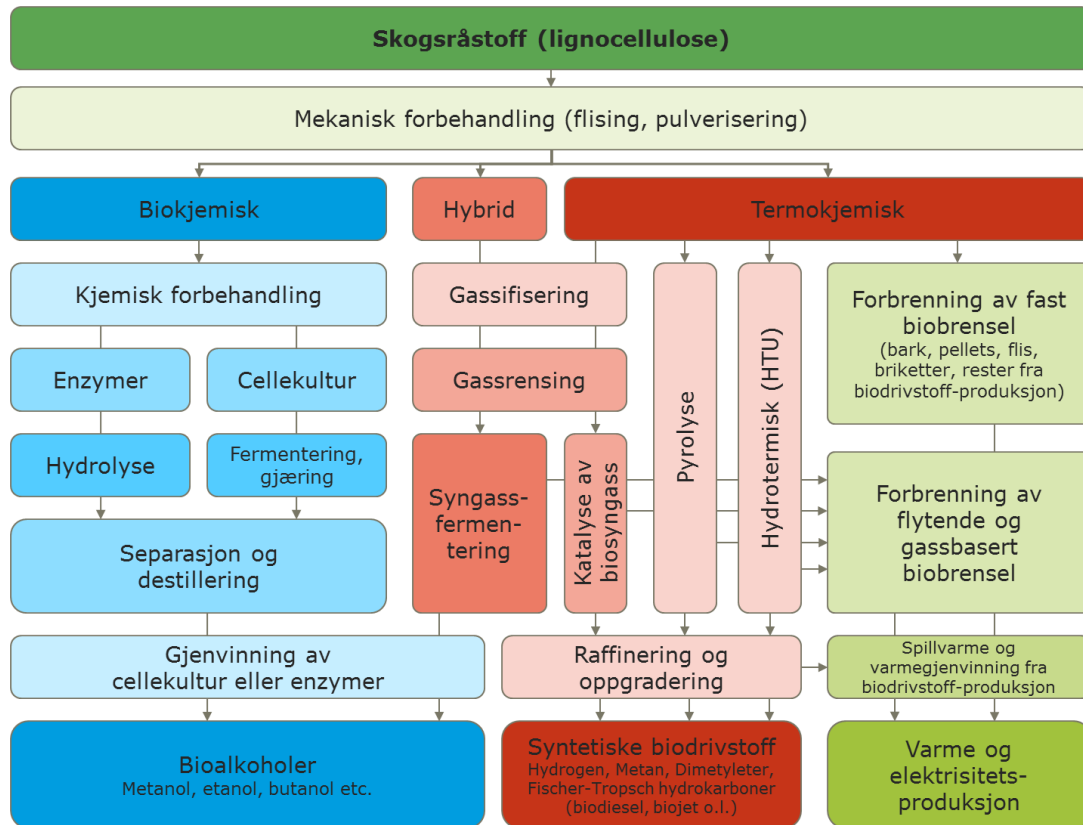 Skogsråstoff (lignocellulose)
Mekanisk forbehandling (flising, pulverisering)
Biokjemisk
Hybrid
Termokjemisk
Kjemisk forbehandling
Gassifisering
Pyrolyse
Hydrotermisk (HTU)
Forbrenning av fast
biobrensel
(bark, pellets, flis,
briketter, rester fra
biodrivstoff-produksjon)
Enzymer
Cellekultur
Gassrensing
Hydrolyse
Fermentering,
gjæring
Syngass-
fermen-
tering
Katalyse av
biosyngass
Forbrenning av
flytende og
gassbasert
biobrensel
Separasjon og
destillering
Gjenvinning av
cellekultur eller enzymer
Raffinering og
oppgradering
Spillvarme og
varmegjenvinning fra
biodrivstoff-produksjon
Bioalkoholer
Metanol, etanol, butanol etc.
Syntetiske biodrivstoff
Hydrogen, Metan, Dimetyleter,
Fischer-Tropsch hydrokarboner
(biodiesel, biojet o.l.)
Varme og
elektrisitets-
produksjon